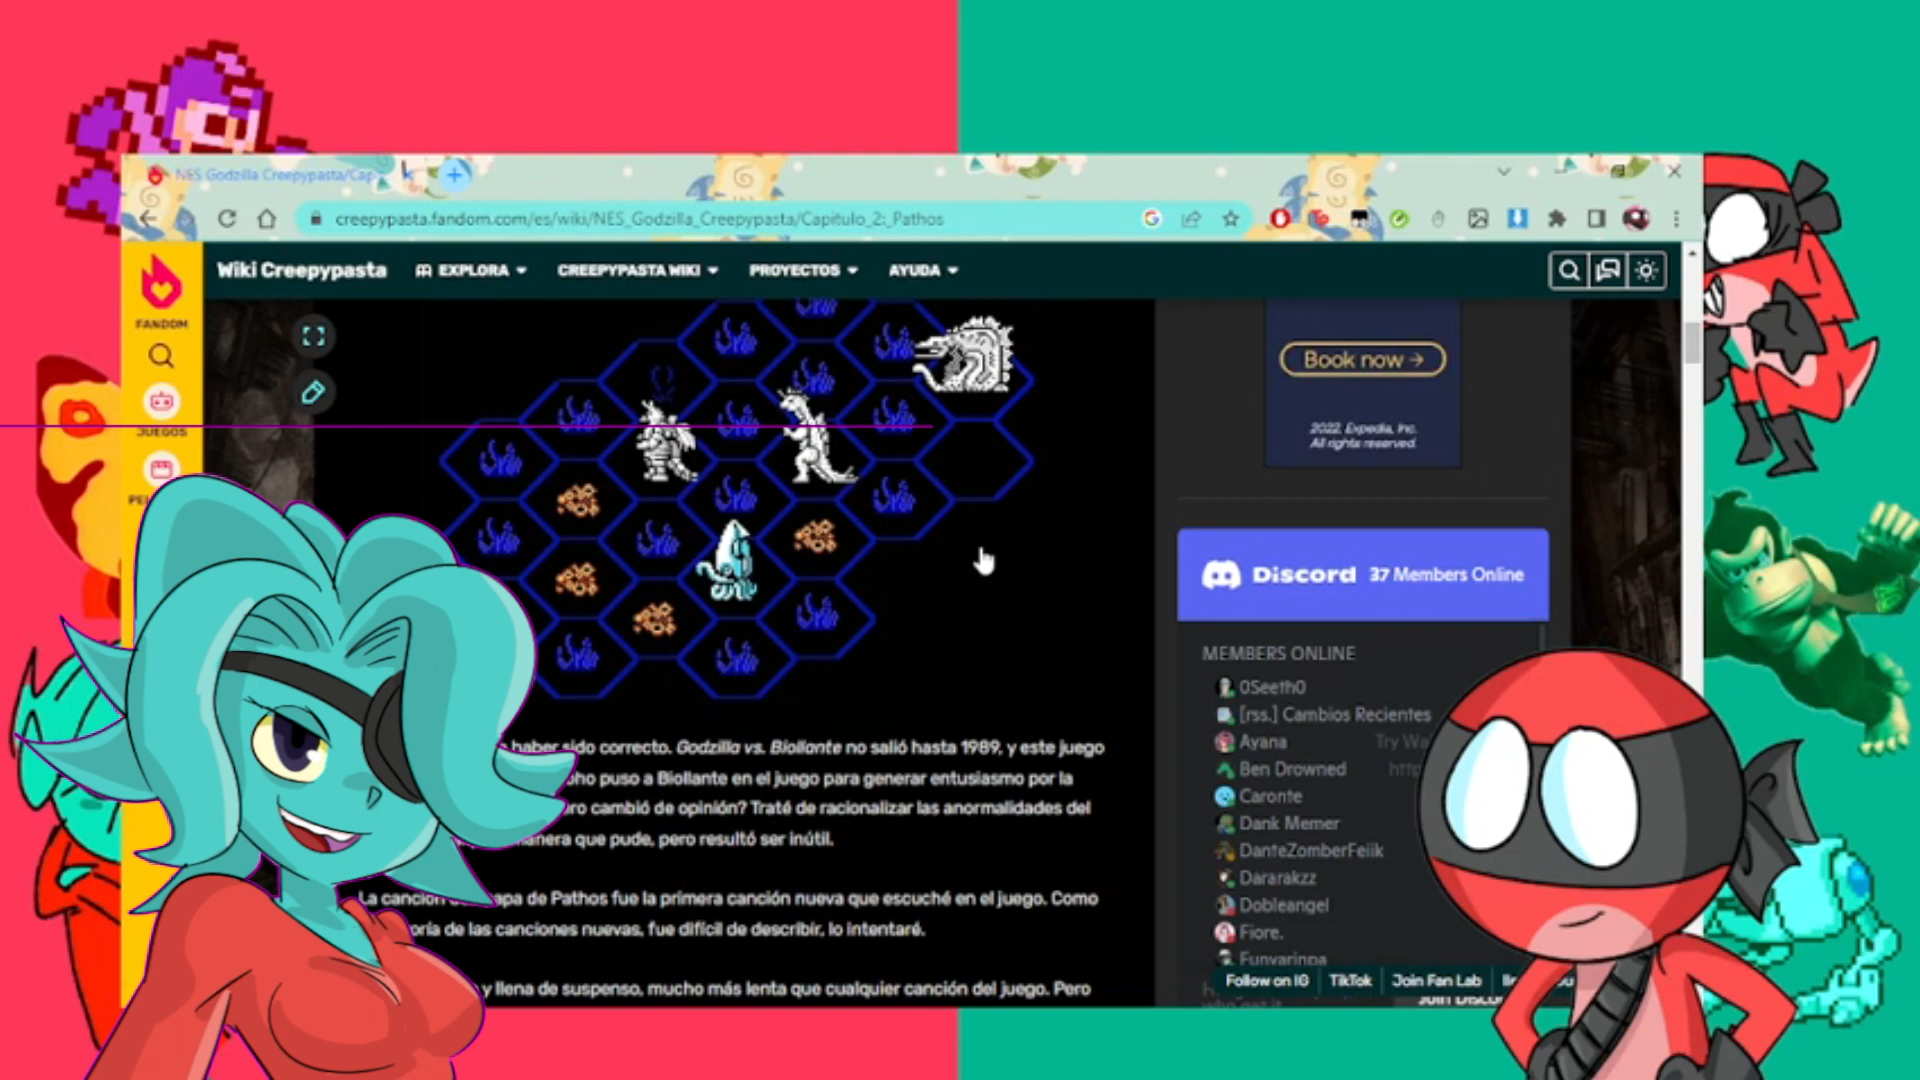 NES Godzilla Creepypasta/Cap
creepypasta.fandom.com/es/wiki/NES_Godzilla_Creepypasta/Capitulo_2:_Pathos
Wiki Creepypasta
EXPLORA
CREEPYPASTA WIKI
PROYECTOS
AYUDA
FANDOM
JUEGOS
Book now →
2022, Expedia, Inc.
All rights reserved.
Discord 37 Members Online
MEMBERS ONLINE
0Seeth0
[rss.] Cambios Recientes
Ayana Try
Ben Drowned
Caronte
Dank Memer
DanteZomberFeiik
Dararakzz
Dobleangel
Fiore.
Funyarinpa
haber sido correcto. Godzilla vs. Biollante no salió hasta 1989, y este juego
puso a Biollante en el juego para generar entusiasmo por la
cambió de opinión? Traté de racionalizar las anormalidades del
que pude, pero resultó ser inútil.
La canción de Pathos fue la primera canción nueva que escuché en el juego. Como
de las canciones nuevas, fue difícil de describir, lo intentaré.
y llena de suspenso, mucho más lenta que cualquier canción del juego. Pero
Follow on IG
TikTok
Join Fan Lab